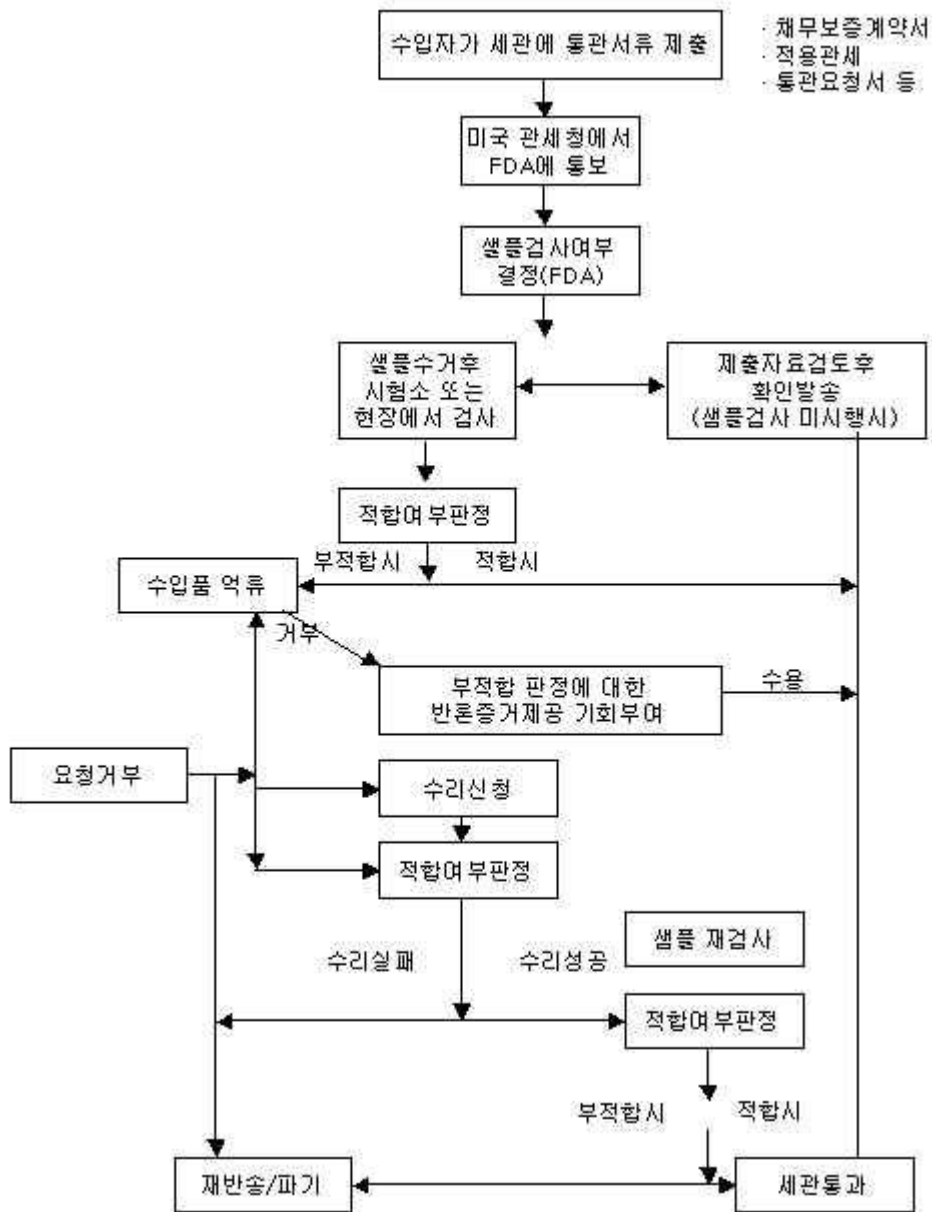 수입자가 세관에 통관서류 제출
· 채무보증계약서
· 적용관세
· 통관요청서 등
미국 관세청에서
FDA에 통보
샘플검사여부
결정(FDA)
샘플수거후
시험소 또는
현장에서 검사
제출자료검토후
확인발송
(샘플검사 미시행시)
적합여부판정
부적합시
적합시
수입품 억류
거부
부적합 판정에 대한
반론증거제공 기회부여
수용
요청거부
수리신청
적합여부판정
샘플 재검사
수리실패
수리성공
적합여부판정
부적합시
적합시
재반송/파기
세관통과